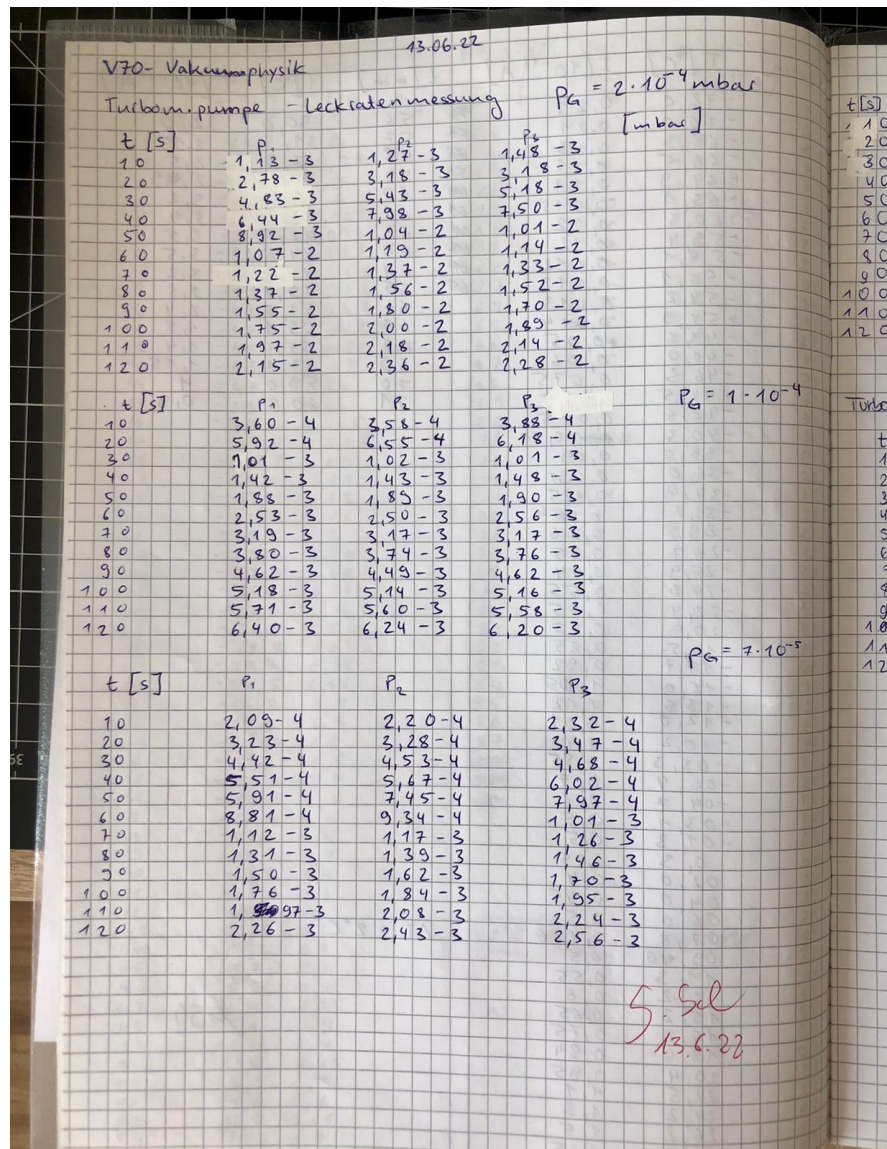 13.06.22
V70- Vakuumphysik
Turbom.pumpe - Leckratenmessung PG = 2·10⁻⁴ mbar
[mbar]
t [s] P1 P2 P3
10 1,13 - 3 1,27 - 3 1,48 - 3
20 2,78 - 3 3,18 - 3 3,18 - 3
30 4,83 - 3 5,43 - 3 5,18 - 3
40 6,44 - 3 7,98 - 3 7,50 - 3
50 8,92 - 3 1,04 - 2 1,01 - 2
60 1,07 - 2 1,19 - 2 1,14 - 2
70 1,22 - 2 1,37 - 2 1,33 - 2
80 1,37 - 2 1,56 - 2 1,52 - 2
90 1,55 - 2 1,80 - 2 1,70 - 2
100 1,75 - 2 2,00 - 2 1,89 - 2
110 1,97 - 2 2,18 - 2 2,14 - 2
120 2,15 - 2 2,36 - 2 2,28 - 2
t [s] P1 P2 P3 PG = 1·10⁻⁴
10 3,60 - 4 3,58 - 4 3,88 - 4
20 5,92 - 4 6,55 - 4 6,18 - 4
30 1,01 - 3 1,02 - 3 1,01 - 3
40 1,42 - 3 1,43 - 3 1,48 - 3
50 1,88 - 3 1,89 - 3 1,90 - 3
60 2,53 - 3 2,50 - 3 2,56 - 3
70 3,19 - 3 3,17 - 3 3,17 - 3
80 3,80 - 3 3,74 - 3 3,76 - 3
90 4,62 - 3 4,49 - 3 4,62 - 3
100 5,18 - 3 5,14 - 3 5,16 - 3
110 5,71 - 3 5,60 - 3 5,58 - 3
120 6,40 - 3 6,24 - 3 6,20 - 3
PG = 7·10⁻⁵
t [s] P1 P2 P3
10 2,09 - 4 2,20 - 4 2,32 - 4
20 3,23 - 4 3,28 - 4 3,47 - 4
30 4,42 - 4 4,53 - 4 4,68 - 4
40 5,51 - 4 5,67 - 4 6,02 - 4
50 5,91 - 4 7,45 - 4 7,97 - 4
60 8,81 - 4 9,34 - 4 1,01 - 3
70 1,12 - 3 1,17 - 3 1,26 - 3
80 1,31 - 3 1,39 - 3 1,46 - 3
90 1,50 - 3 1,62 - 3 1,70 - 3
100 1,76 - 3 1,84 - 3 1,95 - 3
110 1,97 - 3 2,08 - 3 2,24 - 3
120 2,26 - 3 2,43 - 3 2,56 - 3
13.6.22
t[s]
10
20
30
40
50
60
70
80
90
100
110
120
Turbo
t